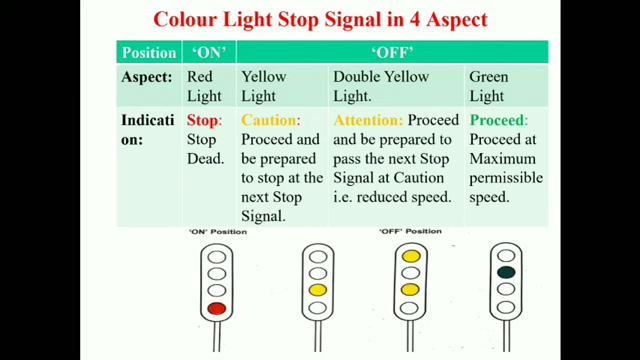 Colour Light Stop Signal in 4 Aspect
Position 'ON' 'OFF'
Aspect: Red Light Yellow Light Double Yellow Light. Green Light
Indicati on: Stop: Stop Dead. Caution: Proceed and be prepared to stop at the next Stop Signal. Attention: Proceed and be prepared to pass the next Stop Signal at Caution i.e. reduced speed. Proceed: Proceed at Maximum permissible speed.
'ON' Position 'OFF' Position